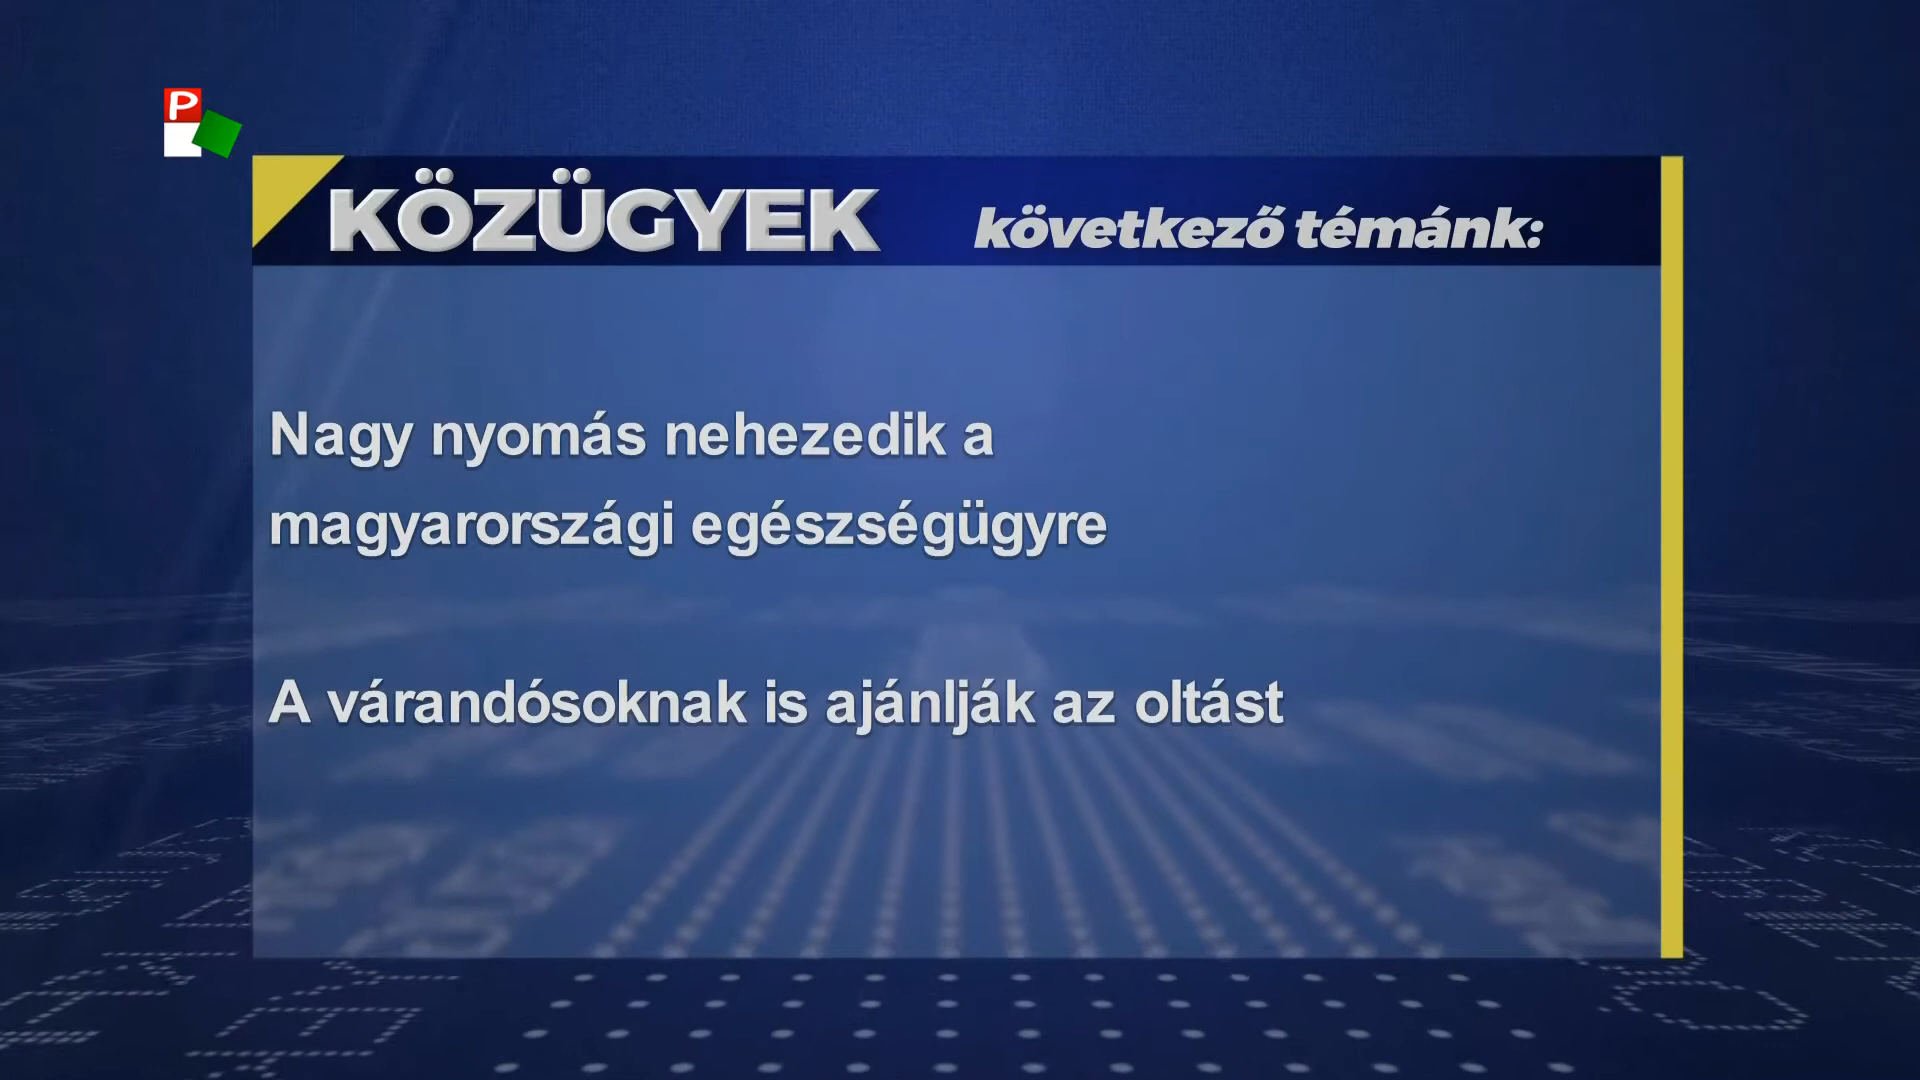 P
KÖZÜGYEK következő témánk:
Nagy nyomás nehezedik a
magyarországi egészségügyre
A várandósoknak is ajánlják az oltást